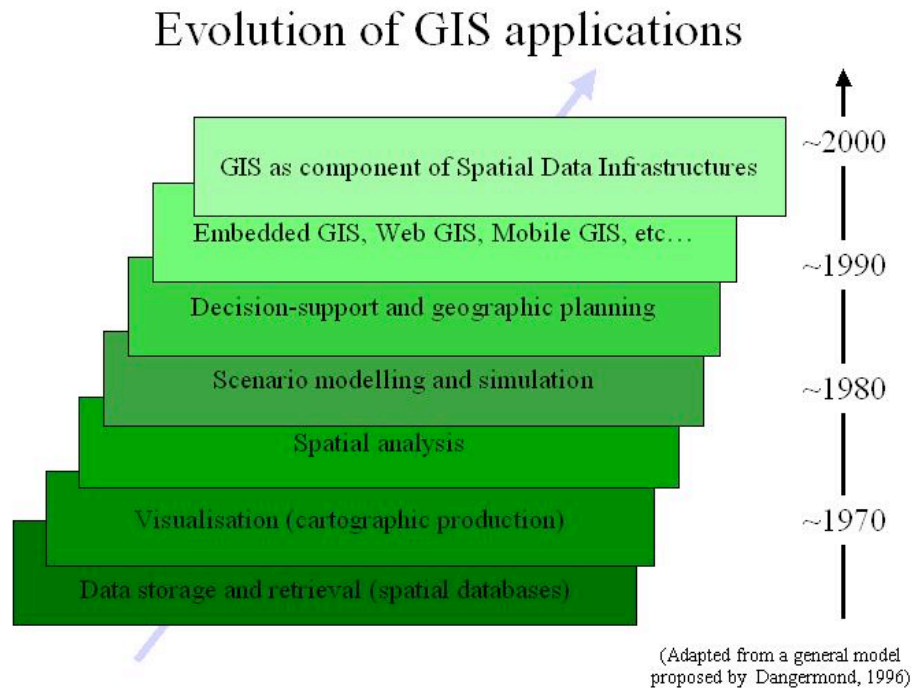 Evolution of GIS applications
GIS as component of Spatial Data Infrastructures
~2000
Embedded GIS, Web GIS, Mobile GIS, etc…
~1990
Decision-support and geographic planning
Scenario modelling and simulation
~1980
Spatial analysis
Visualisation (cartographic production)
~1970
Data storage and retrieval (spatial databases)
(Adapted from a general model
proposed by Dangermond, 1996)